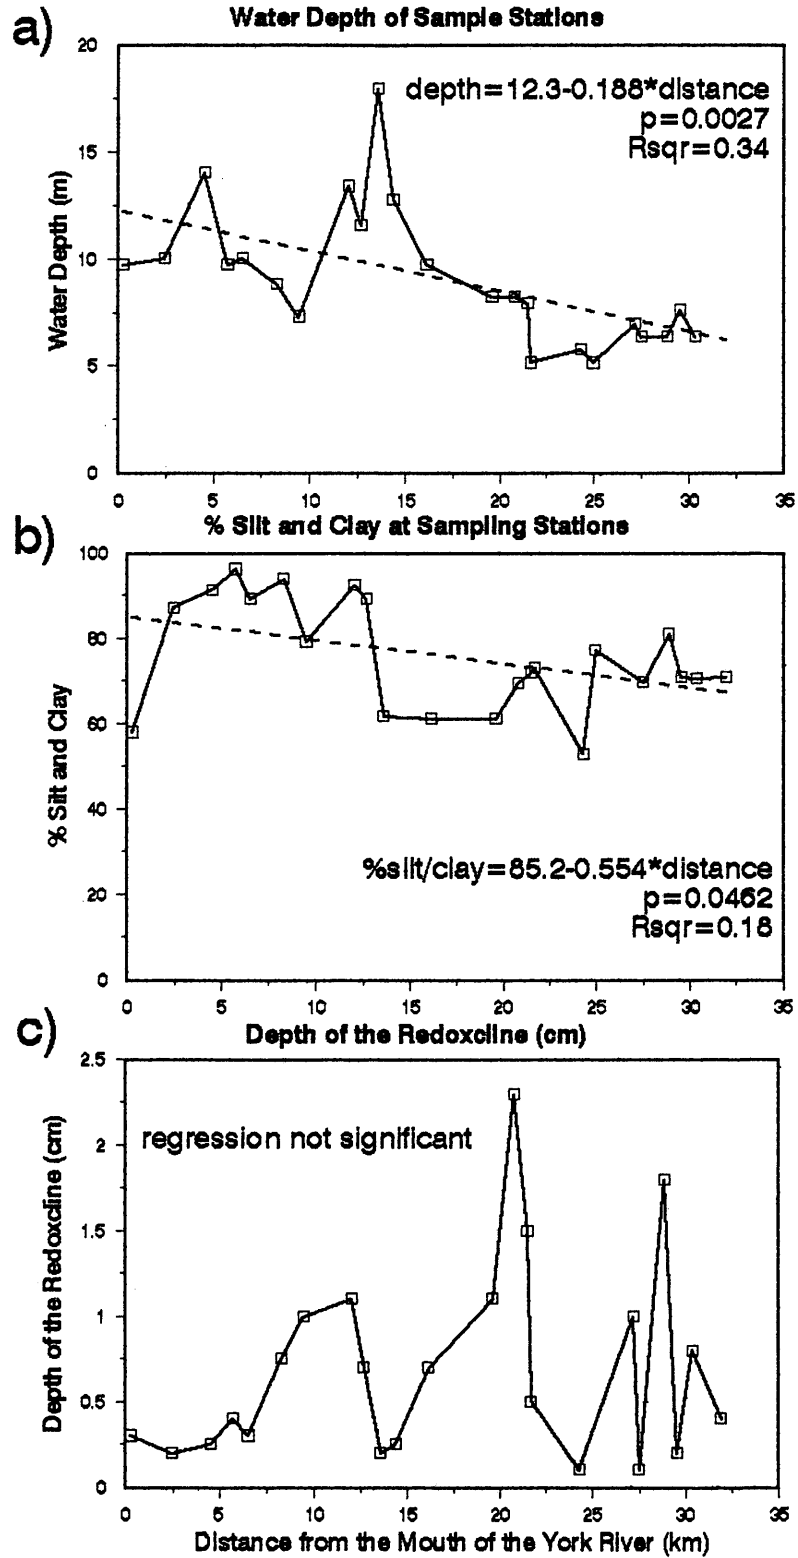 a)
Water Depth of Sample Stations
20
15
10
5
0
Water Depth (m)
depth=12.3-0.188*distance
p=0.0027
Rsqr=0.34
0 5 10 15 20 25 30 35
b)
% Silt and Clay at Sampling Stations
100
80
60
40
20
0
% Silt and Clay
%silt/clay=85.2-0.554*distance
p=0.0462
Rsqr=0.18
0 5 10 15 20 25 30 35
c)
Depth of the Redoxcline (cm)
2.5
2
1.5
1
0.5
0
Depth of the Redoxcline (cm)
regression not significant
0 5 10 15 20 25 30 35
Distance from the Mouth of the York River (km)